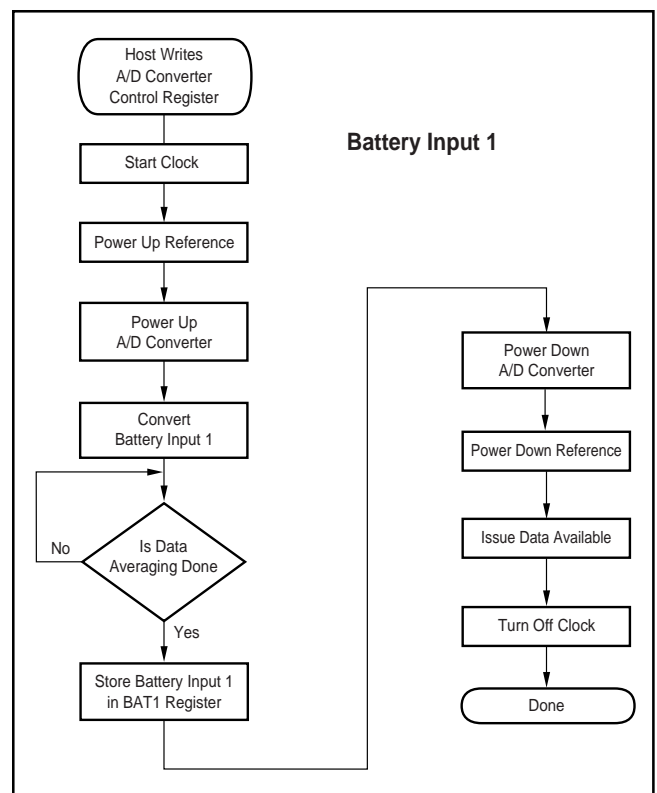 Host Writes
A/D Converter
Control Register
Battery Input 1
Start Clock
Power Up Reference
Power Up
A/D Converter
Convert
Battery Input 1
No
Is Data
Averaging Done
Yes
Store Battery Input 1
in BAT1 Register
Power Down
A/D Converter
Power Down Reference
Issue Data Available
Turn Off Clock
Done